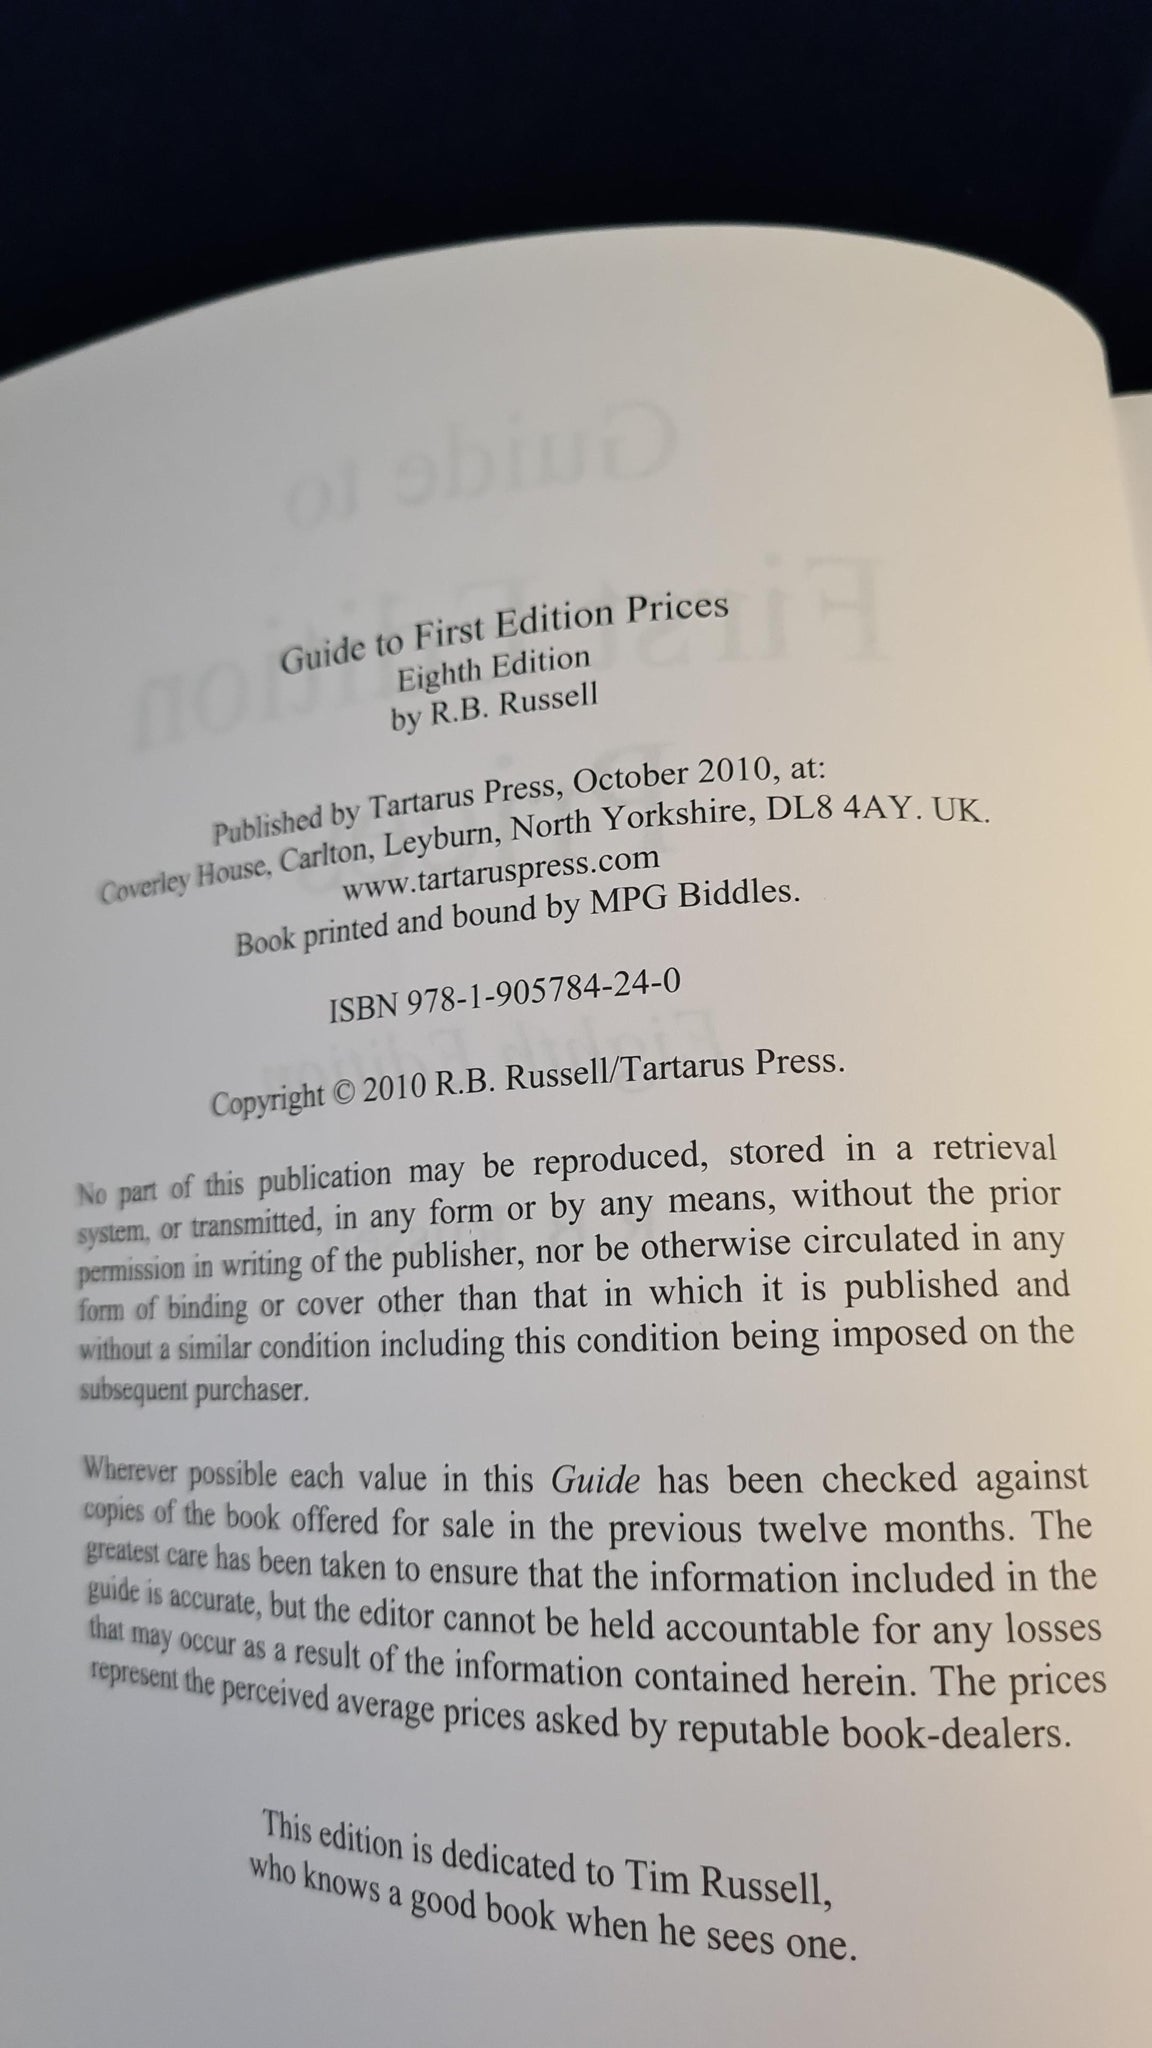 Guide to First Edition Prices
Eighth Edition
by R.B. Russell
Published by Tartarus Press, October 2010, at:
Coverley House, Carlton, Leyburn, North Yorkshire, DL8 4AY. UK.
www.tartaruspress.com
Book printed and bound by MPG Biddles.
ISBN 978-1-905784-24-0
Copyright © 2010 R.B. Russell/Tartarus Press.
No part of this publication may be reproduced, stored in a retrieval
system, or transmitted, in any form or by any means, without the prior
permission in writing of the publisher, nor be otherwise circulated in any
form of binding or cover other than that in which it is published and
without a similar condition including this condition being imposed on the
subsequent purchaser.
Wherever possible each value in this Guide has been checked against
copies of the book offered for sale in the previous twelve months. The
greatest care has been taken to ensure that the information included in the
guide is accurate, but the editor cannot be held accountable for any losses
that may occur as a result of the information contained herein. The prices
represent the perceived average prices asked by reputable book-dealers.
This edition is dedicated to Tim Russell,
who knows a good book when he sees one.